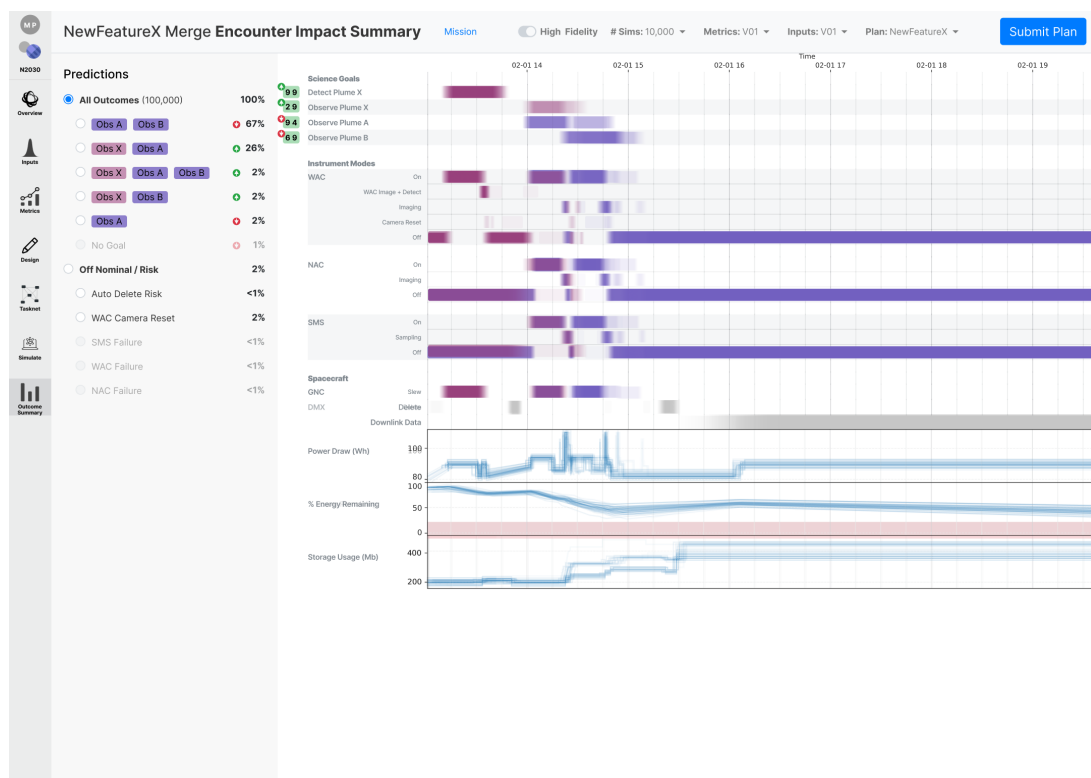 MP
NewFeatureX Merge Encounter Impact Summary
Mission
High Fidelity
# Sims: 10,000
Metrics: V01
Inputs: V01
Plan: NewFeatureX
Submit Plan
N2030
Overview
Inputs
Metrics
Design
Tasknet
Simulate
Outcome Summary
Predictions
All Outcomes (100,000) 100%
Obs A Obs B 67%
Obs X Obs A 26%
Obs X Obs A Obs B 2%
Obs X Obs B 2%
Obs A 2%
No Goal 1%
Off Nominal / Risk 2%
Auto Delete Risk <1%
WAC Camera Reset 2%
SMS Failure <1%
WAC Failure <1%
NAC Failure <1%
Time
02-01 14 02-01 15 02-01 16 02-01 17 02-01 18 02-01 19
Science Goals
99 Detect Plume X
29 Observe Plume X
94 Observe Plume A
69 Observe Plume B
Instrument Modes
WAC On
WAC Image + Detect
Imaging
Camera Reset
Off
NAC On
Imaging
Off
SMS On
Sampling
Off
Spacecraft
GNC Slew
DMX Delete
Downlink Data
Power Draw (Wh) 100
80
% Energy Remaining 100
50
0
Storage Usage (Mb) 400
200